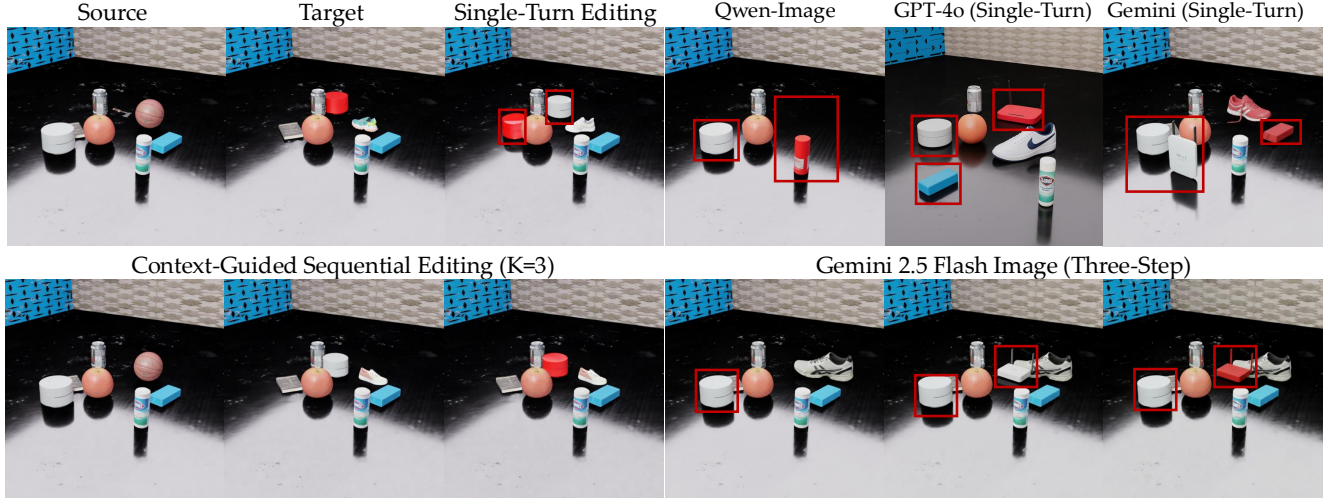 Source
Target
Single-Turn Editing
Qwen-Image
GPT-4o (Single-Turn)
Gemini (Single-Turn)
Context-Guided Sequential Editing (K=3)
Gemini 2.5 Flash Image (Three-Step)